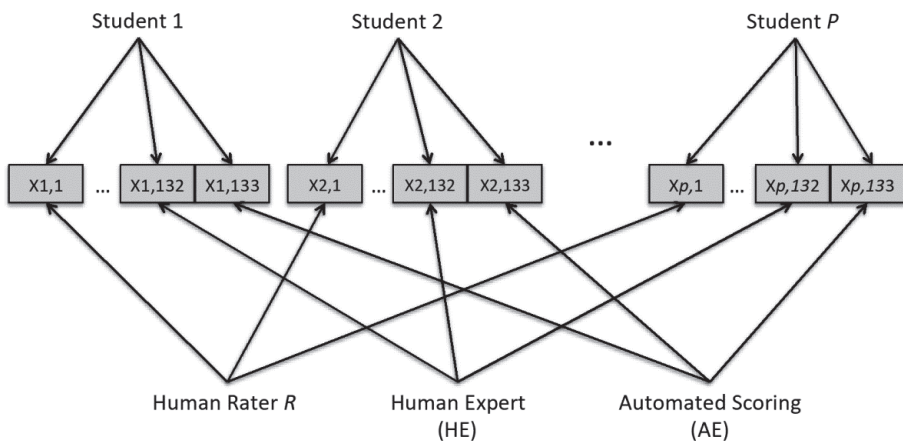 Student 1 Student 2 Student P
...
X1,1 ... X1,132 X1,133 X2,1 ... X2,132 X2,133 Xp,1 ... Xp,132 Xp,133
Human Rater R Human Expert Automated Scoring
(HE) (AE)